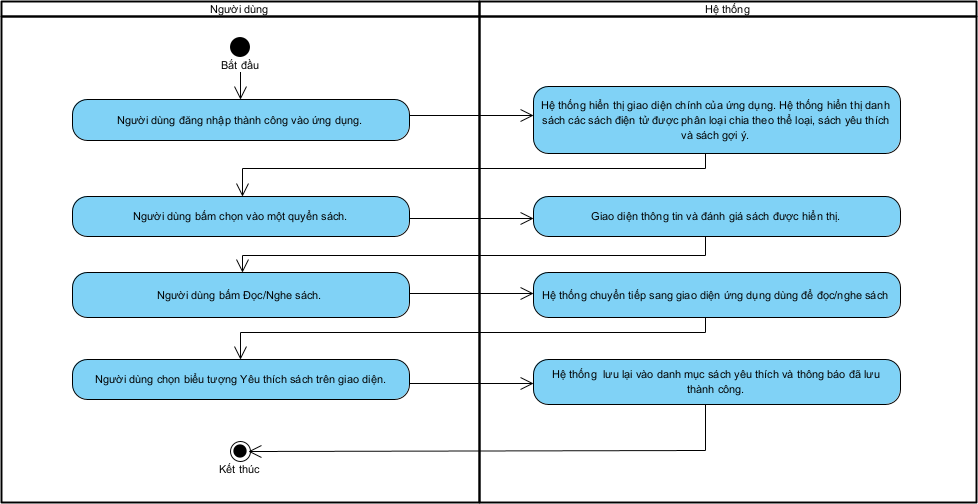 Người dùng
Hệ thống
Bắt đầu
Người dùng đăng nhập thành công vào ứng dụng.
Hệ thống hiển thị giao diện chính của ứng dụng. Hệ thống hiển thị danh
sách các sách điện tử được phân loại chia theo thể loại, sách yêu thích
và sách gợi ý.
Người dùng bấm chọn vào một quyển sách.
Giao diện thông tin và đánh giá sách được hiển thị.
Người dùng bấm Đọc/Nghe sách.
Hệ thống chuyển tiếp sang giao diện ứng dụng dùng để đọc/nghe sách
Người dùng chọn biểu tượng Yêu thích sách trên giao diện.
Hệ thống lưu lại vào danh mục sách yêu thích và thông báo đã lưu
thành công.
Kết thúc